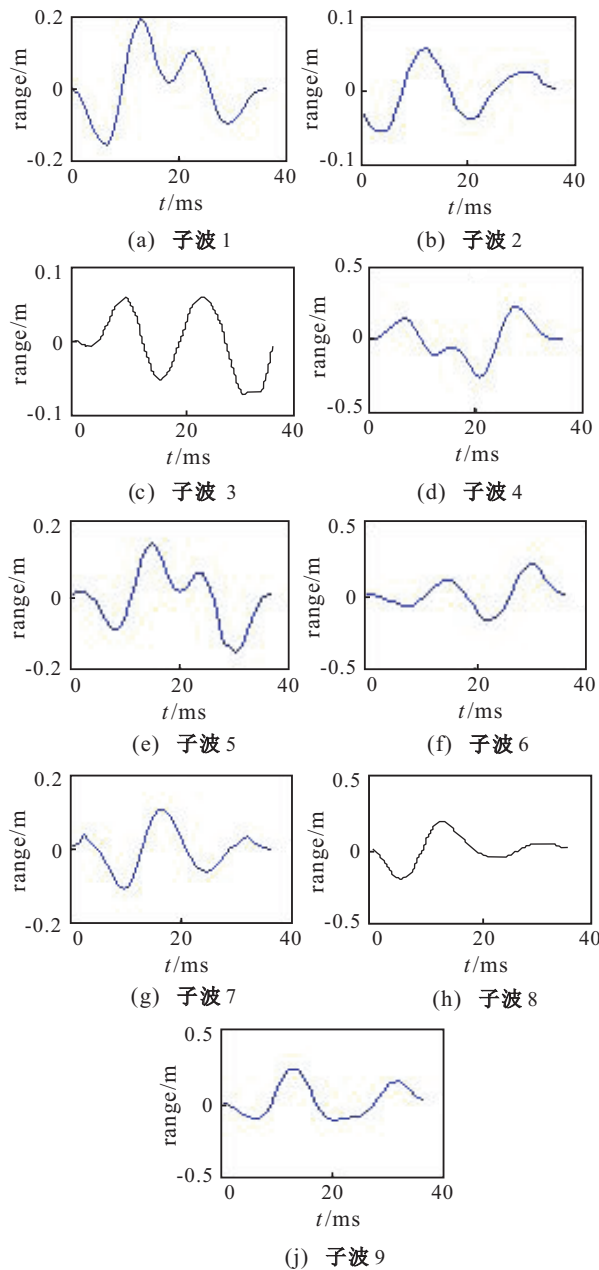 0.2
0
-0.2
range/m
0 20 40
t/ms
(a) 子波 1
0.1
0
-0.1
range/m
0 20 40
t/ms
(b) 子波 2
0.1
0
-0.1
range/m
0 20 40
t/ms
(c) 子波 3
0.5
0
-0.5
range/m
0 20 40
t/ms
(d) 子波 4
0.2
0
-0.2
range/m
0 20 40
t/ms
(e) 子波 5
0.5
0
-0.5
range/m
0 20 40
t/ms
(f) 子波 6
0.2
0
-0.2
range/m
0 20 40
t/ms
(g) 子波 7
0.5
0
-0.5
range/m
0 20 40
t/ms
(h) 子波 8
0.5
0
-0.5
range/m
0 20 40
t/ms
(j) 子波 9